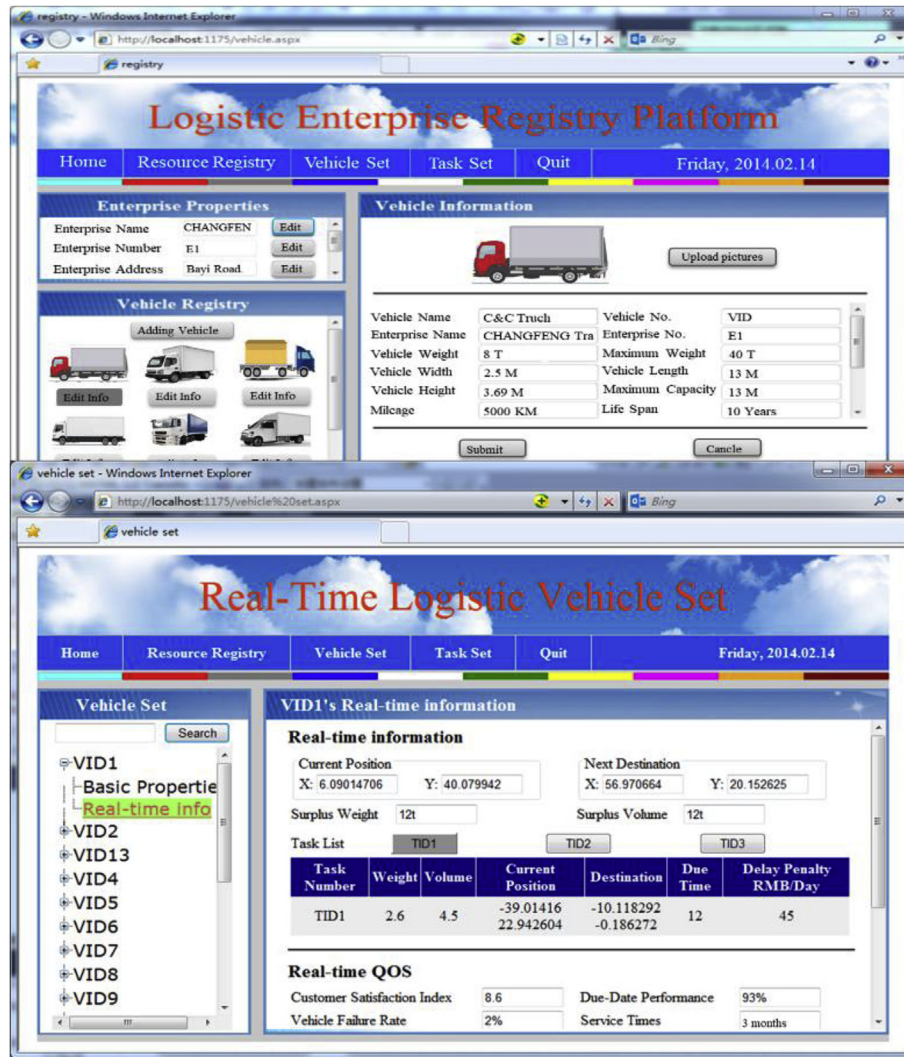 registry - Windows Internet Explorer
http://localhost:1175/vehicle.aspx
Bing
registry
Logistic Enterprise Registry Platform
Home Resource Registry Vehicle Set Task Set Quit Friday, 2014.02.14
Enterprise Properties
Enterprise Name CHANGFEN Edit
Enterprise Number E1 Edit
Enterprise Address Bayi Road Edit
Vehicle Registry
Adding Vehicle
Edit Info Edit Info Edit Info
Vehicle Information
Upload pictures
Vehicle Name C&C Truch Vehicle No. VID
Enterprise Name CHANGFENG Tra Enterprise No. E1
Vehicle Weight 8 T Maximum Weight 40 T
Vehicle Width 2.5 M Vehicle Length 13 M
Vehicle Height 3.69 M Maximum Capacity 13 M
Milcage 5000 KM Life Span 10 Years
Submit Cancle
vehicle set - Windows Internet Explorer
http://localhost:1175/vehicle%20set.aspx
Bing
vehicle set
Real-Time Logistic Vehicle Set
Home Resource Registry Vehicle Set Task Set Quit Friday, 2014.02.14
Vehicle Set
Search
VID1
Basic Propertie
Real-time info
VID2
VID13
VID4
VID5
VID6
VID7
VID8
VID9
VID1's Real-time information
Real-time information
Current Position Next Destination
X: 6.09014706 Y: 40.079942 X: 56.970664 Y: 20.152625
Surplus Weight 12t Surplus Volume 12t
Task List TID1 TID2 TID3
Task Number Weight Volume Current Position Destination Due Time Delay Penalty RMB/Day
TID1 2.6 4.5 -39.01416 22.942604 -10.118292 -0.186272 12 45
Real-time QOS
Customer Satisfaction Index 8.6 Due-Date Performance 93%
Vehicle Failure Rate 2% Service Times 3 months